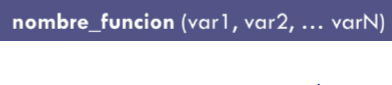 nombre_funcion (var1, var2, ... varN)